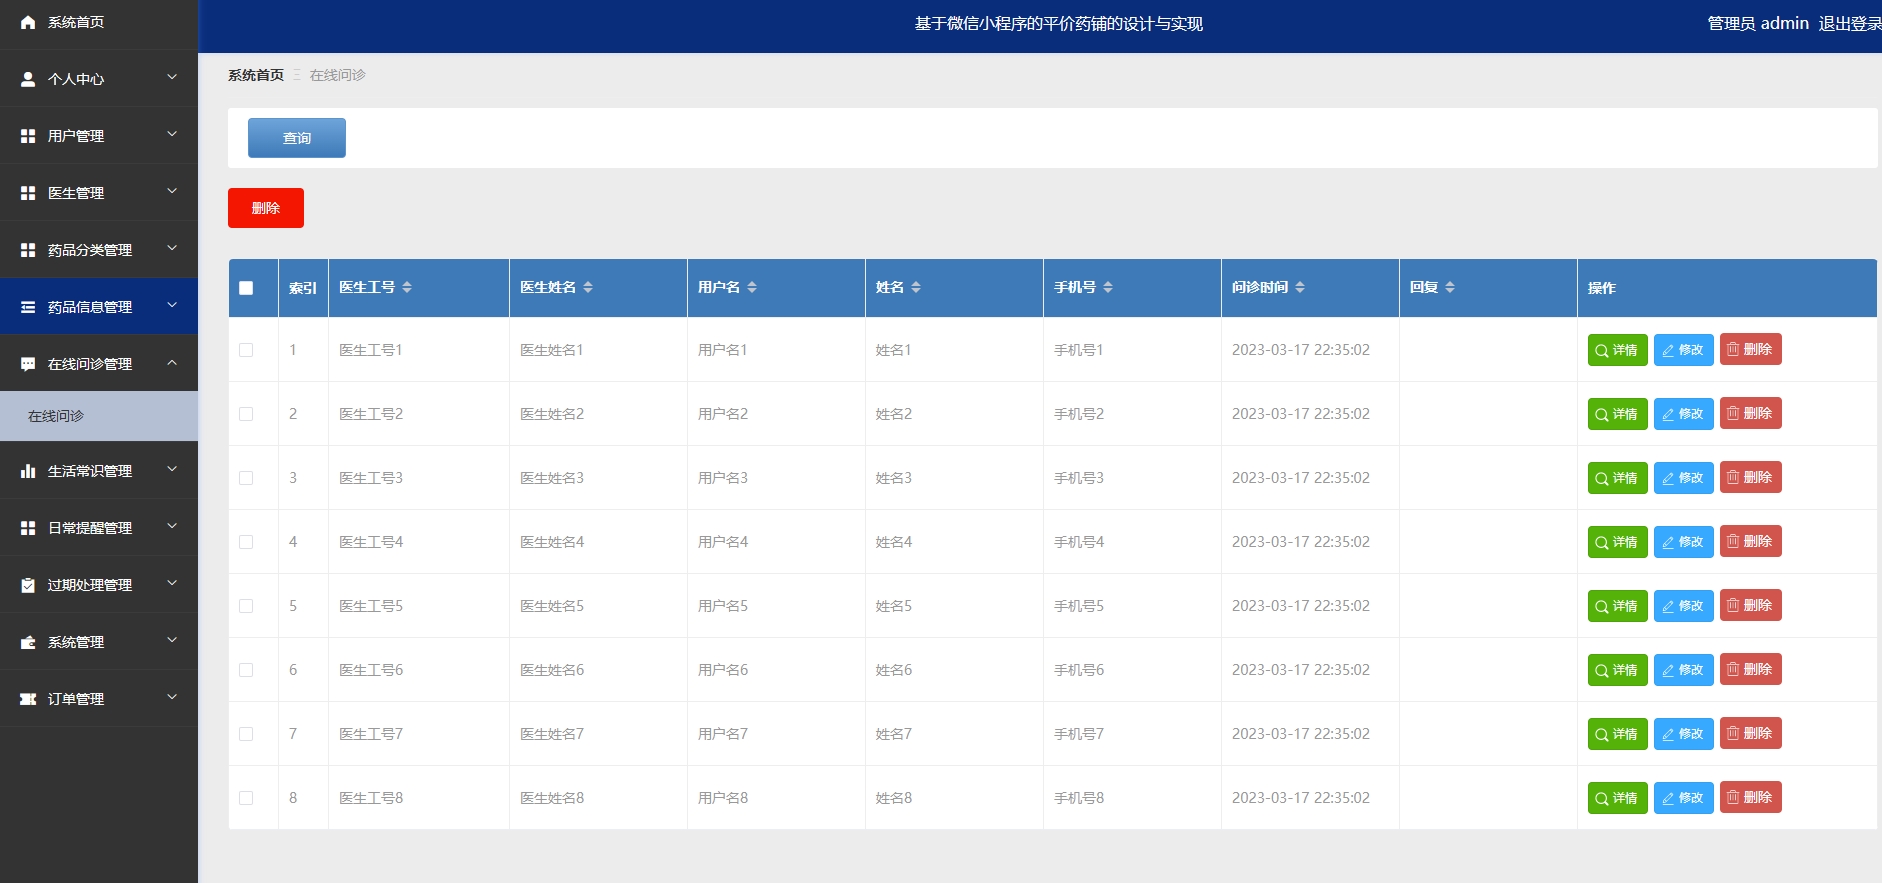 系统首页
个人中心
用户管理
医生管理
药品分类管理
药品信息管理
在线问诊管理
在线问诊
生活常识管理
日常提醒管理
过期处理管理
系统管理
订单管理
基于微信小程序的平价药铺的设计与实现
管理员 admin 退出登录
系统首页 在线问诊
查询
删除
索引 医生工号 医生姓名 用户名 姓名 手机号 问诊时间 回复 操作
1 医生工号1 医生姓名1 用户名1 姓名1 手机号1 2023-03-17 22:35:02 详情 修改 删除
2 医生工号2 医生姓名2 用户名2 姓名2 手机号2 2023-03-17 22:35:02 详情 修改 删除
3 医生工号3 医生姓名3 用户名3 姓名3 手机号3 2023-03-17 22:35:02 详情 修改 删除
4 医生工号4 医生姓名4 用户名4 姓名4 手机号4 2023-03-17 22:35:02 详情 修改 删除
5 医生工号5 医生姓名5 用户名5 姓名5 手机号5 2023-03-17 22:35:02 详情 修改 删除
6 医生工号6 医生姓名6 用户名6 姓名6 手机号6 2023-03-17 22:35:02 详情 修改 删除
7 医生工号7 医生姓名7 用户名7 姓名7 手机号7 2023-03-17 22:35:02 详情 修改 删除
8 医生工号8 医生姓名8 用户名8 姓名8 手机号8 2023-03-17 22:35:02 详情 修改 删除